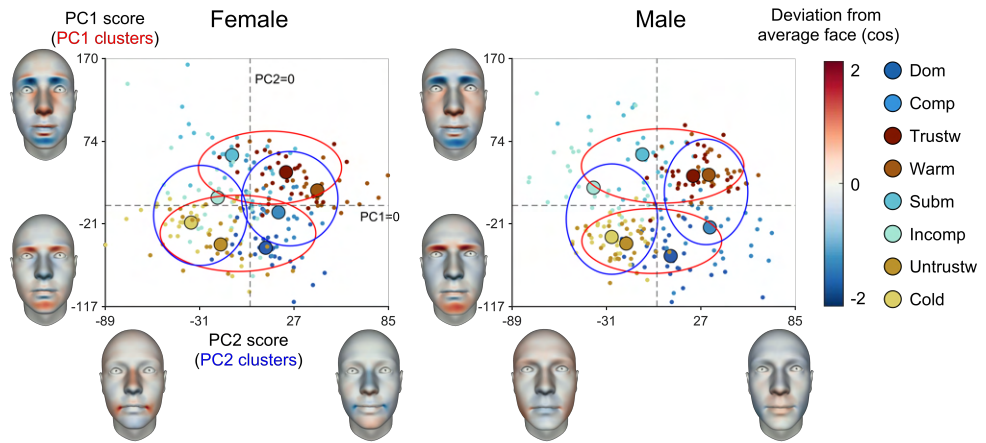 PC1 score
(PC1 clusters)
Female
Male
Deviation from
average face (cos)
170
74
-21
-117
PC2=0
PC1=0
-89
-31
27
85
170
74
-21
-117
-89
-31
27
85
2
0
-2
Dom
Comp
Trustw
Warm
Subm
Incomp
Untrustw
Cold
PC2 score
(PC2 clusters)